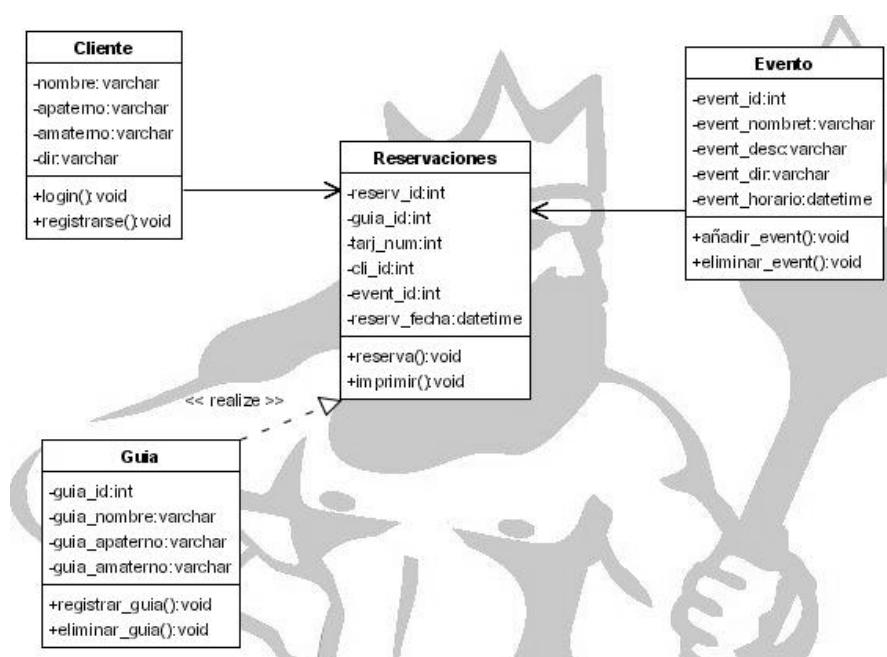 Cliente
-nombre:varchar
-apaterno:varchar
-amaterno:varchar
-dir:varchar
+login():void
+registrarse():void
Evento
-event_id:int
-event_nombret:varchar
-event_desc:varchar
-event_dir:varchar
-event_horario:datetime
+añadir_event():void
+eliminar_event():void
Reservaciones
-reserv_id:int
-guia_id:int
-tarj_num:int
-cli_id:int
-event_id:int
-reserv_fecha:datetime
+reserva():void
+imprimir():void
<< realize >>
Guia
-guia_id:int
-guia_nombre:varchar
-guia_apaterno:varchar
-guia_amaterno:varchar
+registrar_guia():void
+eliminar_guia():void